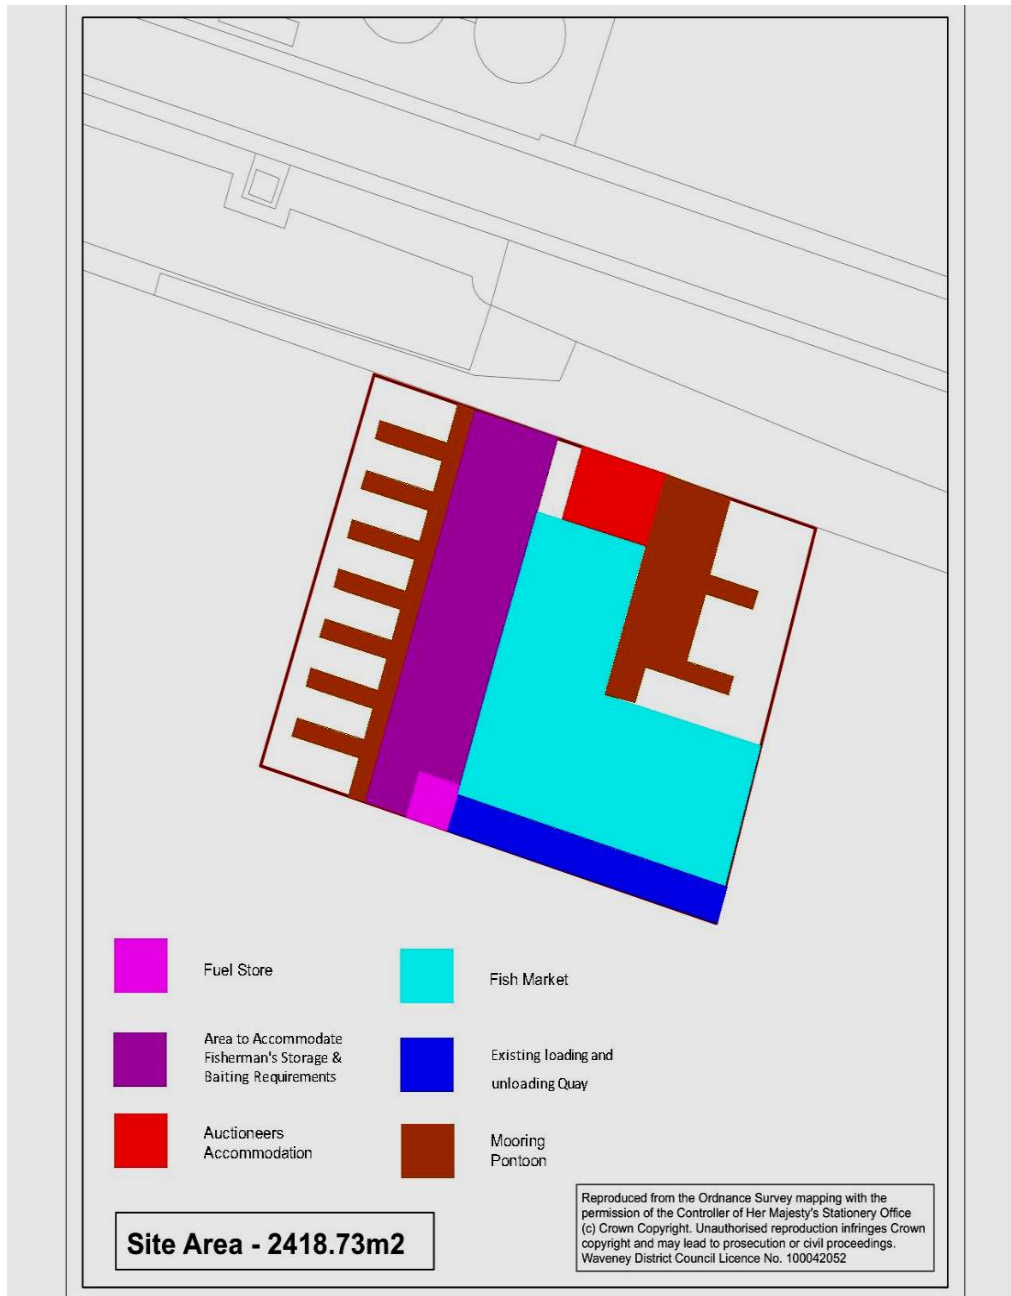 Fuel Store
Fish Market
Area to Accommodate
Fisherman's Storage &
Baiting Requirements
Existing loading and
unloading Quay
Auctioneers
Accommodation
Mooring
Pontoon
Site Area - 2418.73m2
Reproduced from the Ordnance Survey mapping with the
permission of the Controller of Her Majesty's Stationery Office
(c) Crown Copyright. Unauthorised reproduction infringes Crown
copyright and may lead to prosecution or civil proceedings.
Waveney District Council Licence No. 100042052